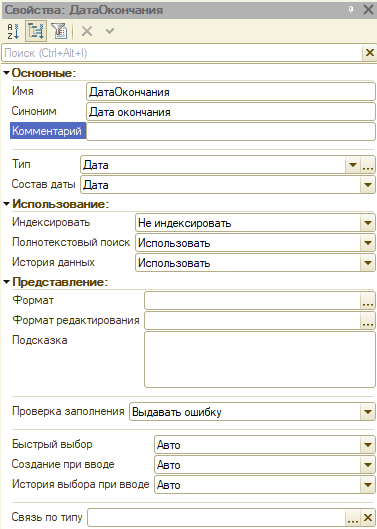 Свойства: ДатаОкончания
Поиск (Ctrl+Alt+I)
Основные:
Имя ДатаОкончания
Синоним Дата окончания
Комментарий
Тип Дата
Состав даты Дата
Использование:
Индексировать Не индексировать
Полнотекстовый поиск Использовать
История данных Использовать
Представление:
Формат
Формат редактирования
Подсказка
Проверка заполнения Выдавать ошибку
Быстрый выбор Авто
Создание при вводе Авто
История выбора при вводе Авто
Связь по типу